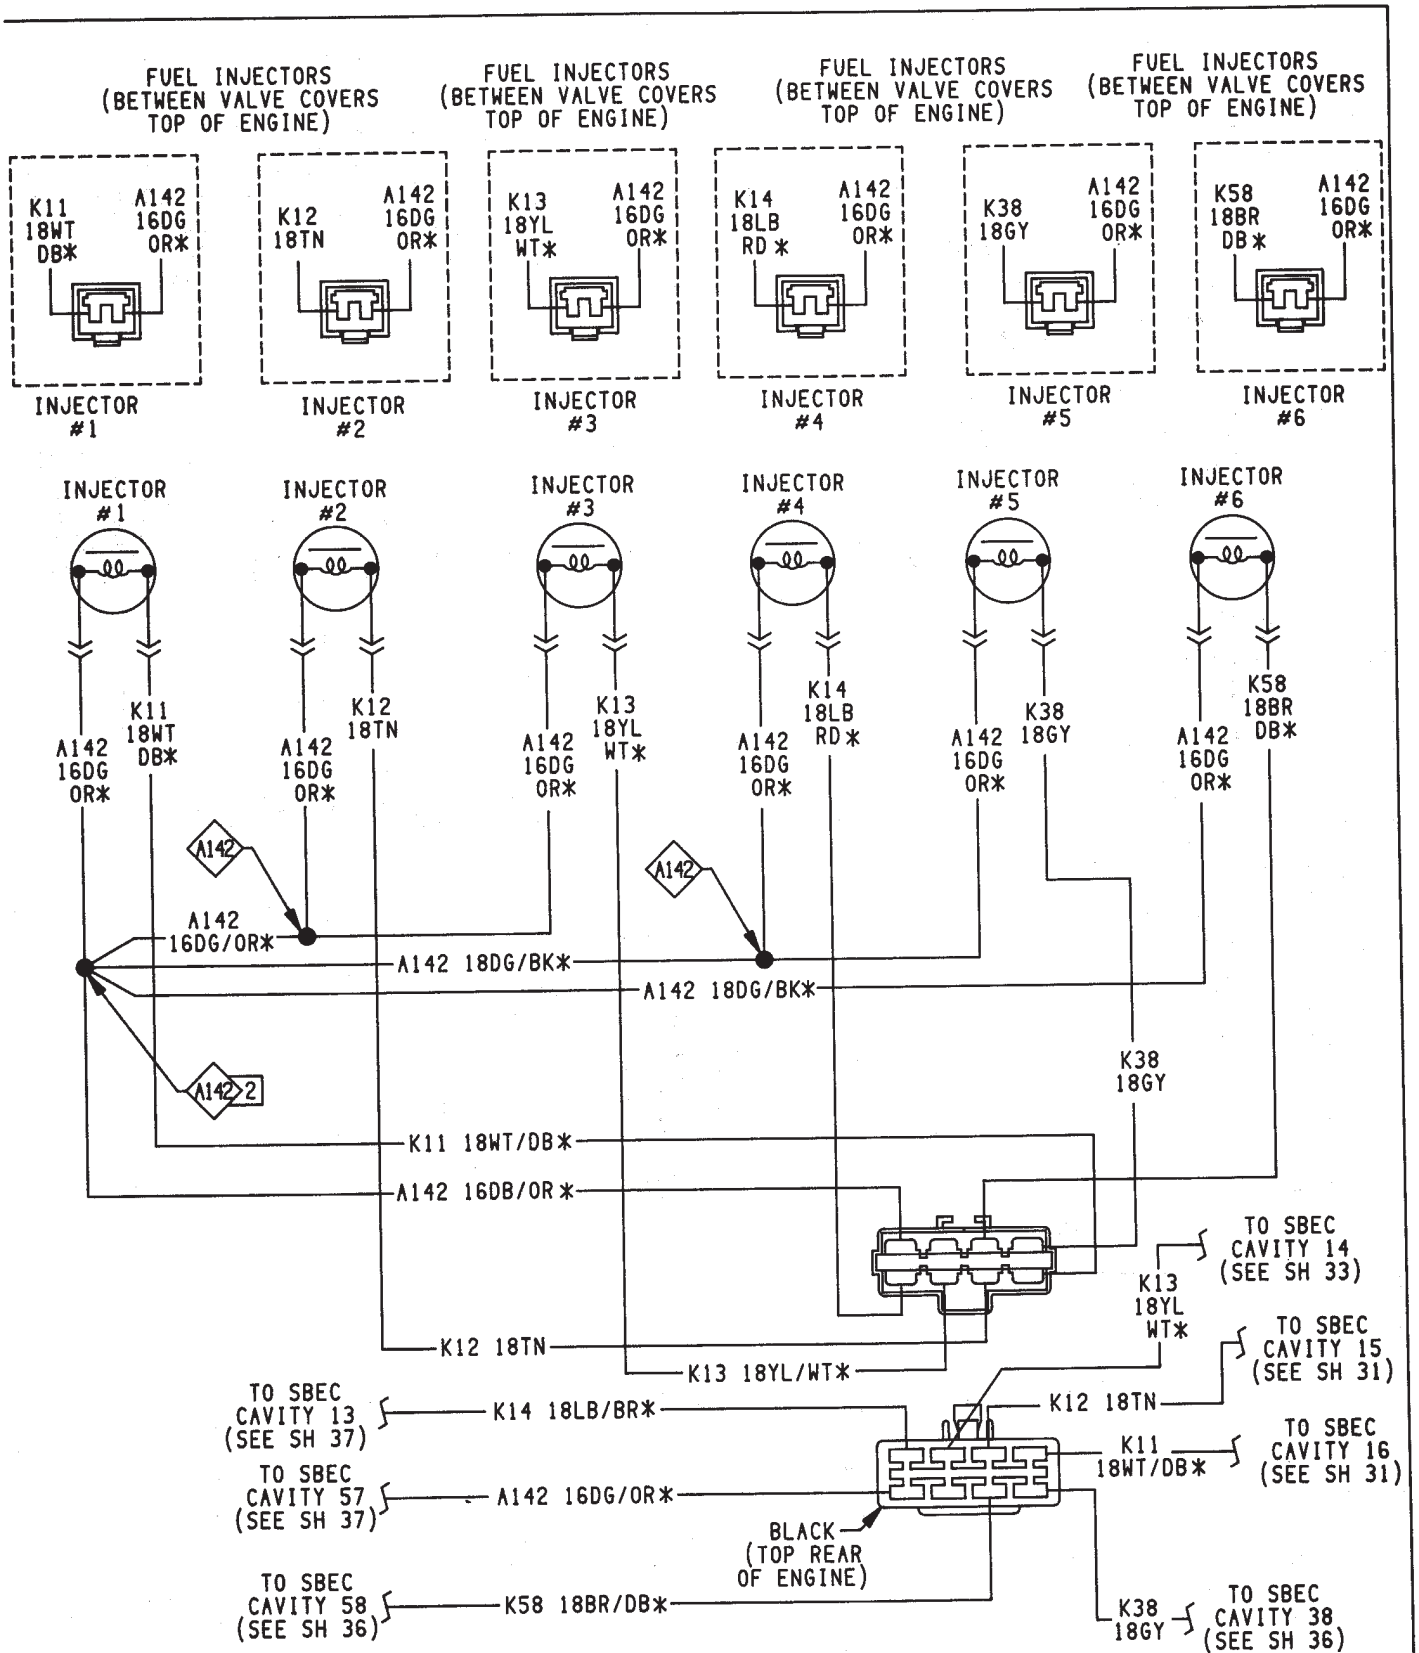 FUEL INJECTORS
(BETWEEN VALVE COVERS
TOP OF ENGINE)
FUEL INJECTORS
(BETWEEN VALVE COVERS
TOP OF ENGINE)
FUEL INJECTORS
(BETWEEN VALVE COVERS
TOP OF ENGINE)
FUEL INJECTORS
(BETWEEN VALVE COVERS
TOP OF ENGINE)
K11
18WT
DB*
A142
16DG
OR*
K12
18TN
A142
16DG
OR*
K13
18YL
WT*
A142
16DG
OR*
K14
18LB
RD *
A142
16DG
OR*
K38
18GY
A142
16DG
OR*
K58
18BR
DB *
A142
16DG
OR*
INJECTOR
#1
INJECTOR
#2
INJECTOR
#3
INJECTOR
#4
INJECTOR
#5
INJECTOR
#6
INJECTOR
#1
INJECTOR
#2
INJECTOR
#3
INJECTOR
#4
INJECTOR
#5
INJECTOR
#6
A142
16DG
OR*
K11
18WT
DB*
A142
16DG
OR*
K12
18TN
A142
16DG
OR*
K13
18YL
WT*
A142
16DG
OR*
K14
18LB
RD*
A142
16DG
OR*
K38
18GY
A142
16DG
OR*
K58
18BR
DB*
A142
A142
A142
16DG/OR*
A142 18DG/BK*
A142 18DG/BK*
A142 2
K38
18GY
K11 18WT/DB*
A142 16DB/OR *
TO SBEC
CAVITY 14
(SEE SH 33)
K13
18YL
WT*
K12 18TN
K13 18YL/WT*
TO SBEC
CAVITY 15
(SEE SH 31)
TO SBEC
CAVITY 13
(SEE SH 37)
K14 18LB/BR*
K12 18TN
K11
18WT/DB*
TO SBEC
CAVITY 16
(SEE SH 31)
TO SBEC
CAVITY 57
(SEE SH 37)
A142 16DG/OR*
BLACK
(TOP REAR
OF ENGINE)
TO SBEC
CAVITY 58
(SEE SH 36)
K58 18BR/DB*
K38
18GY
TO SBEC
CAVITY 38
(SEE SH 36)